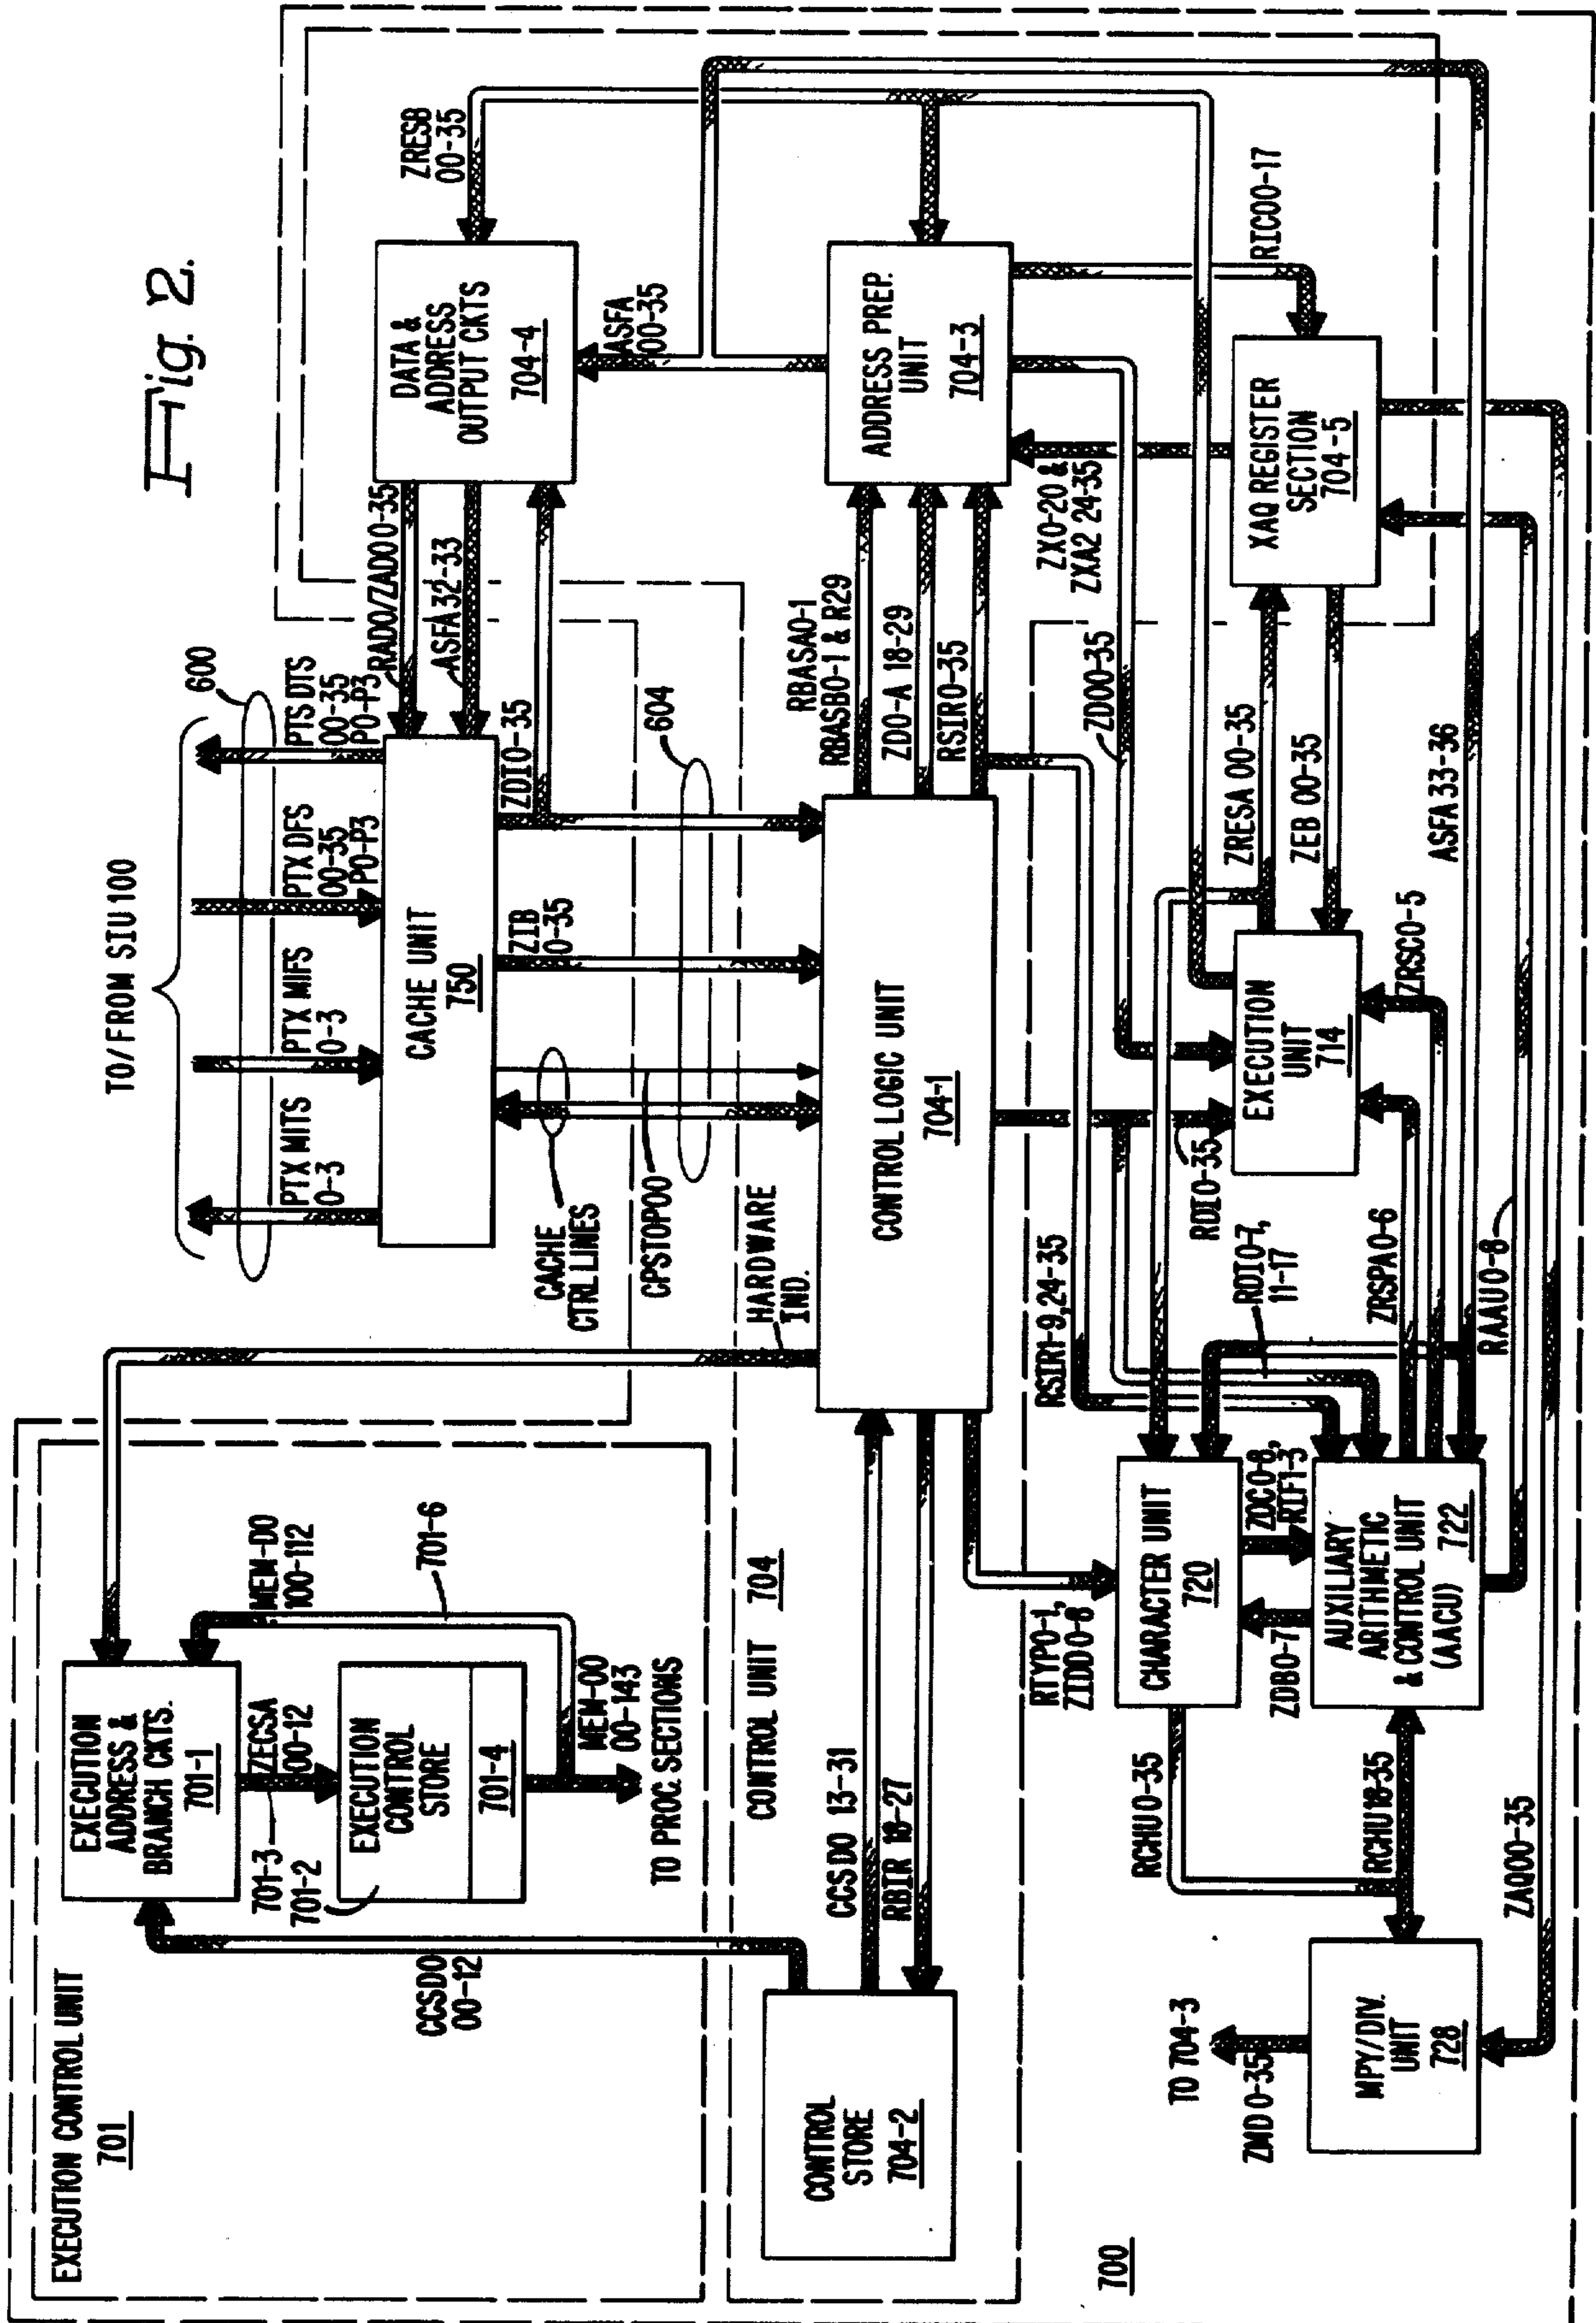 Fig. 2.
TO/FROM SIU 100
600
PTX MITS
0-3
PTX MIFS
0-3
PTX DFS
00-35
P0-P3
PTS DTS
00-35
P0-P3
RADO/ZADO 0-35
ASFA 32-33
ZDI0-35
CACHE UNIT
750
ZIB
0-35
CACHE
CTRL LINES
CPSTOP00
604
DATA &
ADDRESS
OUTPUT CKTS
704-4
ZRESB
00-35
ASFA
00-35
EXECUTION CONTROL UNIT
701
EXECUTION
ADDRESS &
BRANCH CKTS.
701-1
701-3
ZECSA
00-12
701-2
EXECUTION
CONTROL
STORE
701-4
MEM-DO
100-112
701-6
MEM-00
00-143
TO PROC SECTIONS
CCSDO
00-12
HARDWARE
IND.
CONTROL UNIT 704
CONTROL
STORE
704-2
CCSDO 13-31
RBIR 18-27
CONTROL LOGIC UNIT
704-1
RBASA0-1
RBASB0-1 & R29
ZD0-A 18-29
RSIR0-35
ADDRESS PREP.
UNIT
704-3
RIC00-17
ZX0-20 &
ZXA2 24-35
ZDO0-35
RSIR1-9,24-35
RDI0-7,
11-17
RDI0-35
RTYP0-1,
ZIDD0-8
ZRESA 00-35
ZEB 00-35
XAQ REGISTER
SECTION
704-5
EXECUTION
UNIT
714
ZRSPA0-6
ZRSC0-5
ASFA 33-36
RAAU0-8
CHARACTER UNIT
720
ZDB0-7
ZDC0-8,
RIF1-3
AUXILIARY
ARITHMETIC
& CONTROL UNIT
(AACU) 722
RCHU0-35
RCHU18-35
ZAQ00-35
TO 704-3
ZMD 0-35
MPY/DIV.
UNIT
728
700